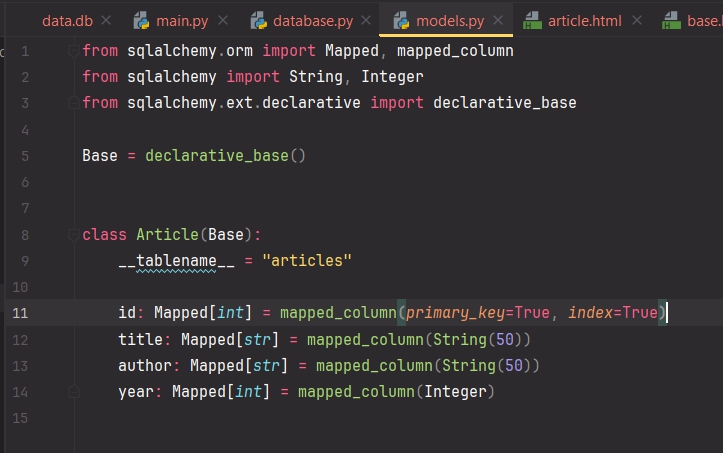 data.db main.py database.py models.py article.html base.
1 from sqlalchemy.orm import Mapped, mapped_column
2 from sqlalchemy import String, Integer
3 from sqlalchemy.ext.declarative import declarative_base
4
5 Base = declarative_base()
6
7
8 class Article(Base):
9 __tablename__ = "articles"
10
11 id: Mapped[int] = mapped_column(primary_key=True, index=True)
12 title: Mapped[str] = mapped_column(String(50))
13 author: Mapped[str] = mapped_column(String(50))
14 year: Mapped[int] = mapped_column(Integer)
15